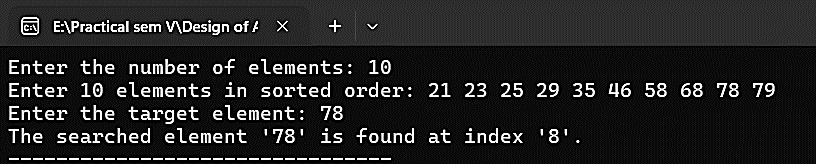 E:\Practical sem V\Design of A
Enter the number of elements: 10
Enter 10 elements in sorted order: 21 23 25 29 35 46 58 68 78 79
Enter the target element: 78
The searched element '78' is found at index '8'.
--------------------------------